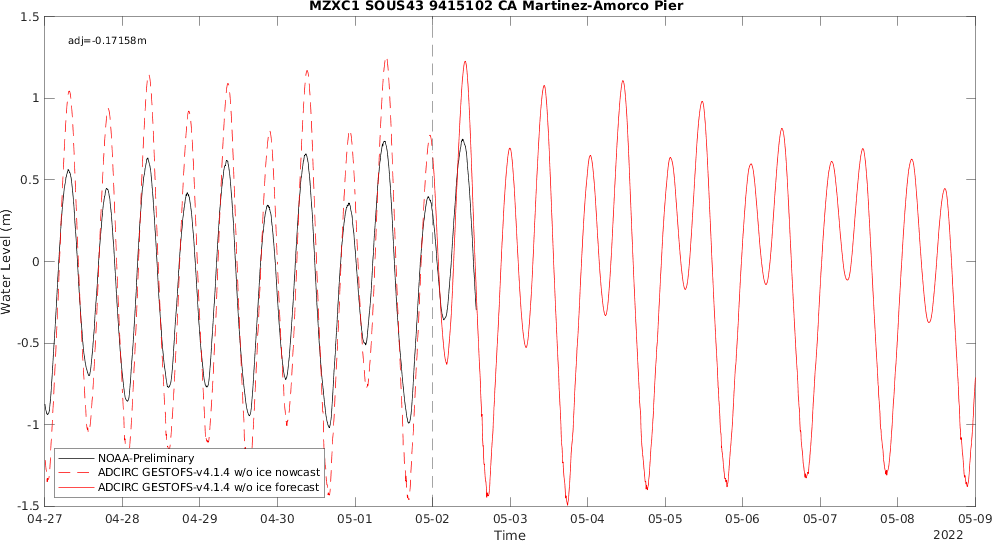 MZXC1 SOUS43 9415102 CA Martinez-Amorco Pier
1.5
adj=-0.17158m
1
0.5
0
-0.5
-1
-1.5
Water Level (m)
NOAA-Preliminary
ADCIRC GESTOFS-v4.1.4 w/o ice nowcast
ADCIRC GESTOFS-v4.1.4 w/o ice forecast
04-27 04-28 04-29 04-30 05-01 05-02 05-03 05-04 05-05 05-06 05-07 05-08 05-09
Time
2022